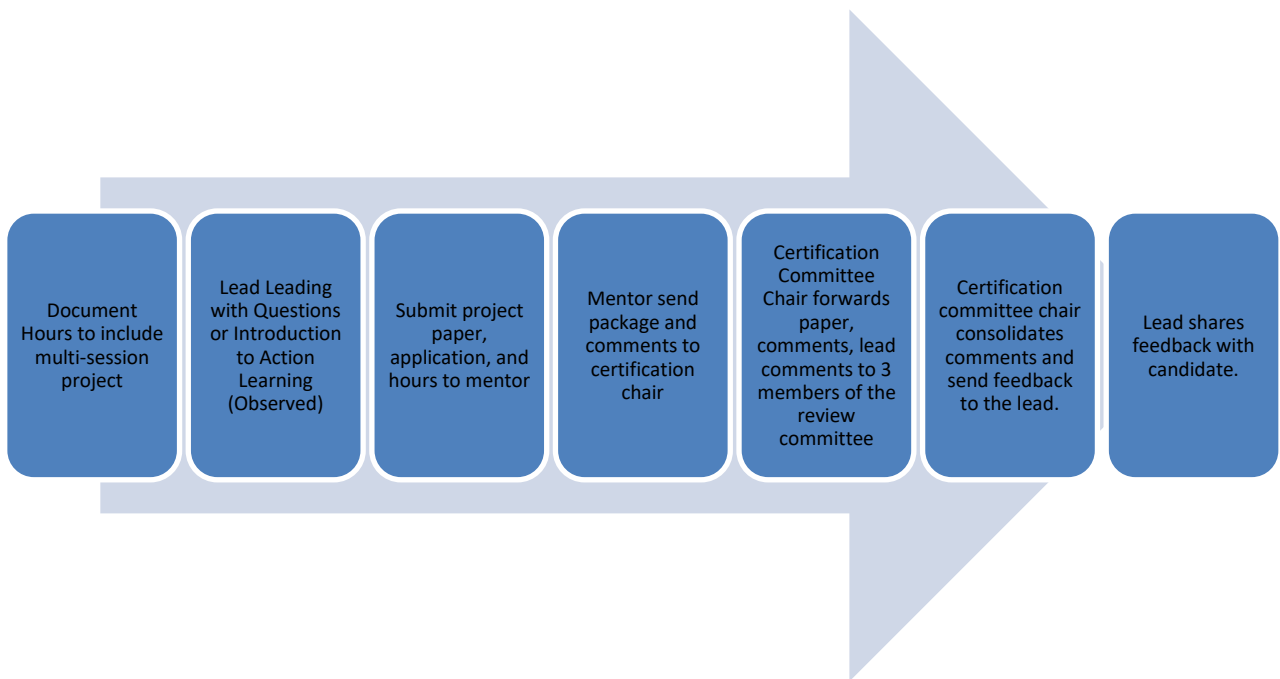 Document
Hours to include
multi-session
project
Lead Leading
with Questions
or Introduction
to Action
Learning
(Observed)
Submit project
paper,
application, and
hours to mentor
Mentor send
package and
comments to
certification
chair
Certification
Committee
Chair forwards
paper,
comments, lead
comments to 3
members of the
review
committee
Certification
committee chair
consolidates
comments and
send feedback
to the lead.
Lead shares
feedback with
candidate.